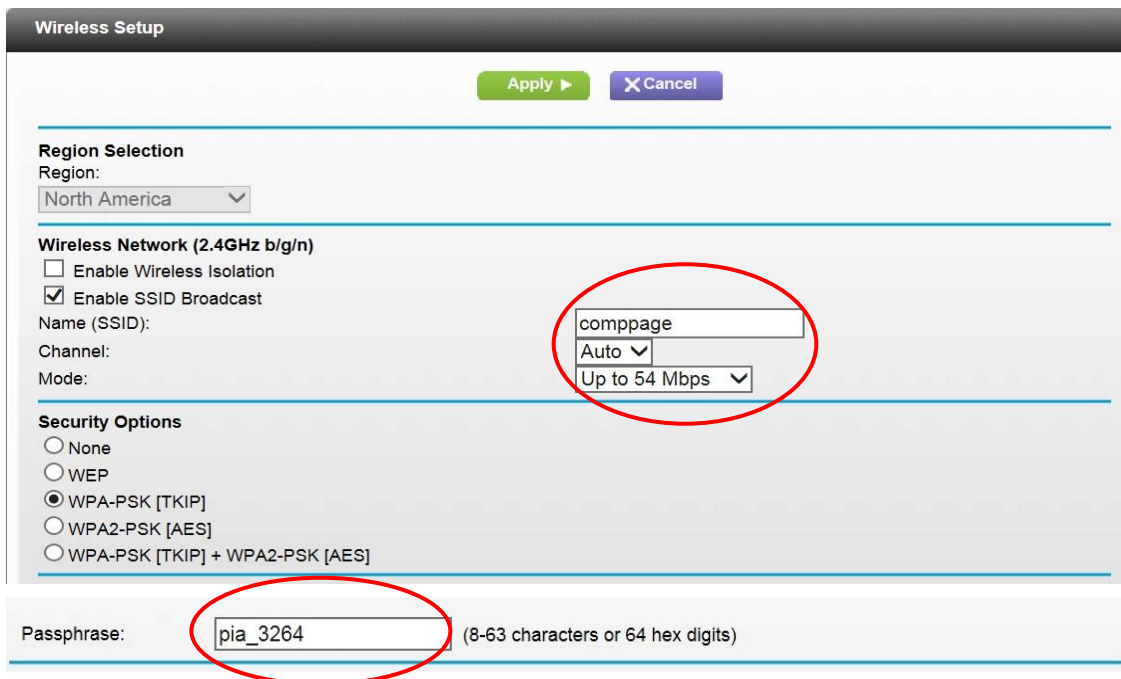 Wireless Setup
Apply
Cancel
Region Selection
Region:
North America
Wireless Network (2.4GHz b/g/n)
Enable Wireless Isolation
Enable SSID Broadcast
Name (SSID): comppage
Channel: Auto
Mode: Up to 54 Mbps
Security Options
None
WEP
WPA-PSK [TKIP]
WPA2-PSK [AES]
WPA-PSK [TKIP] + WPA2-PSK [AES]
Passphrase: pia_3264 (8-63 characters or 64 hex digits)